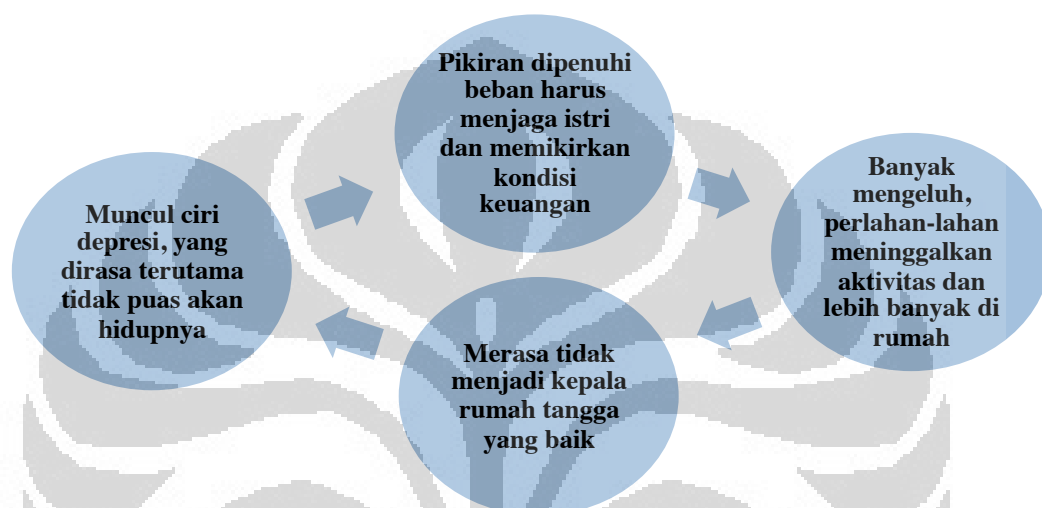 Pikiran dipenuhi
beban harus
menjaga istri
dan memikirkan
kondisi
keuangan
Banyak
mengeluh,
perlahan-lahan
meninggalkan
aktivitas dan
lebih banyak di
rumah
Merasa tidak
menjadi kepala
rumah tangga
yang baik
Muncul ciri
depresi, yang
dirasa terutama
tidak puas akan
hidupnya